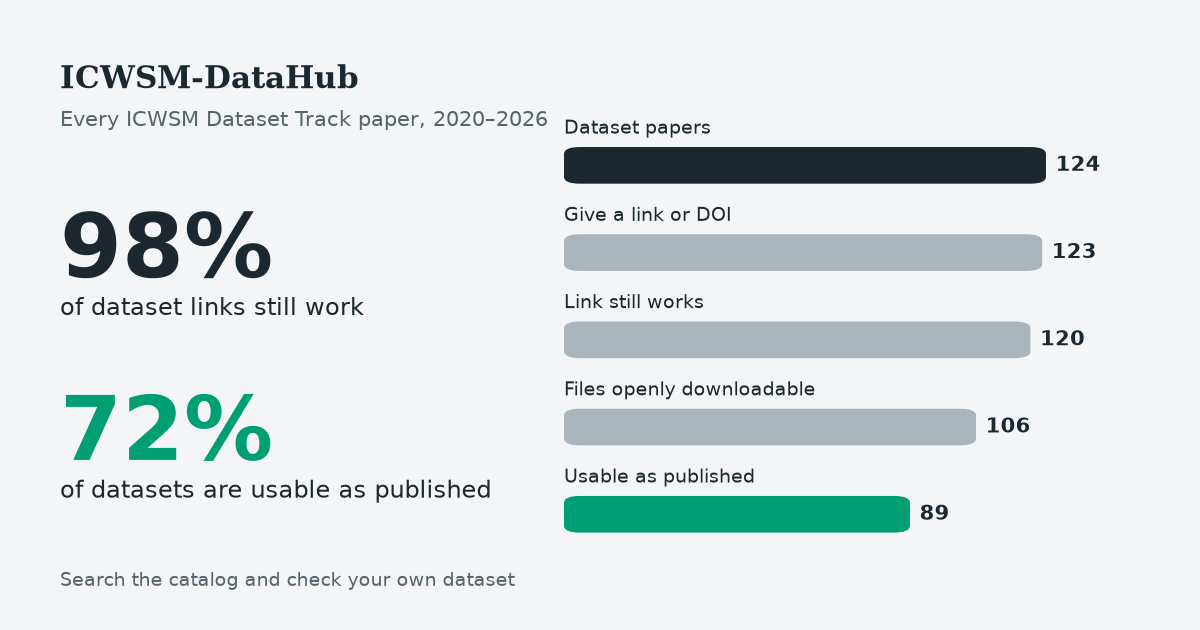 ICWSM-DataHub
Every ICWSM Dataset Track paper, 2020–2026
98%
of dataset links still work
72%
of datasets are usable as published
Search the catalog and check your own dataset
Dataset papers
124
Give a link or DOI
123
Link still works
120
Files openly downloadable
106
Usable as published
89